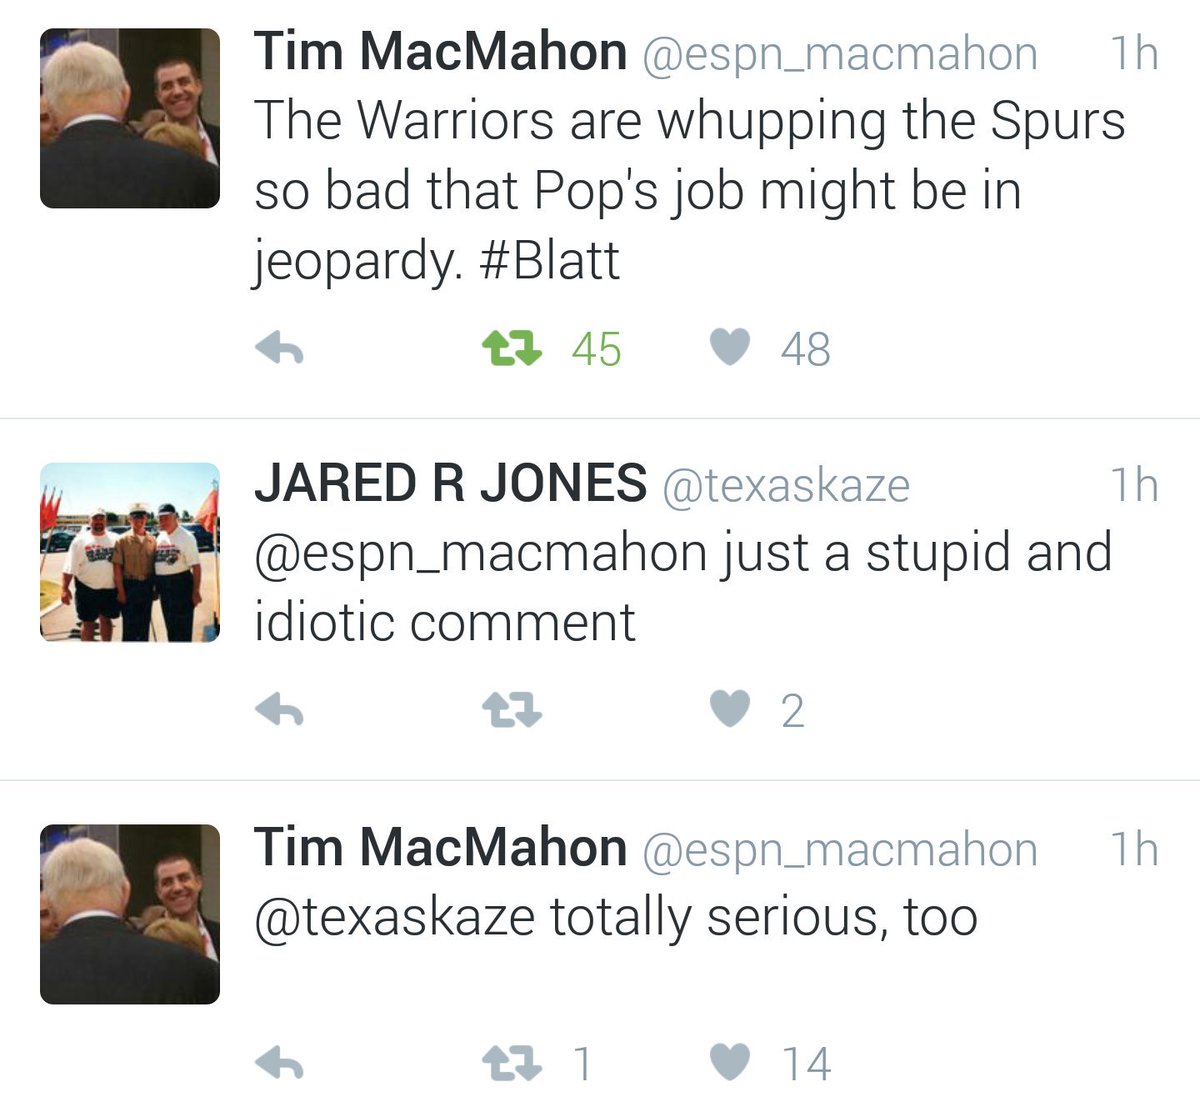 Tim MacMahon @espn_macmahon 1h
The Warriors are whupping the Spurs
so bad that Pop's job might be in
jeopardy. #Blatt
45 48
JARED R JONES @texaskaze 1h
@espn_macmahon just a stupid and
idiotic comment
2
Tim MacMahon @espn_macmahon 1h
@texaskaze totally serious, too
1 14